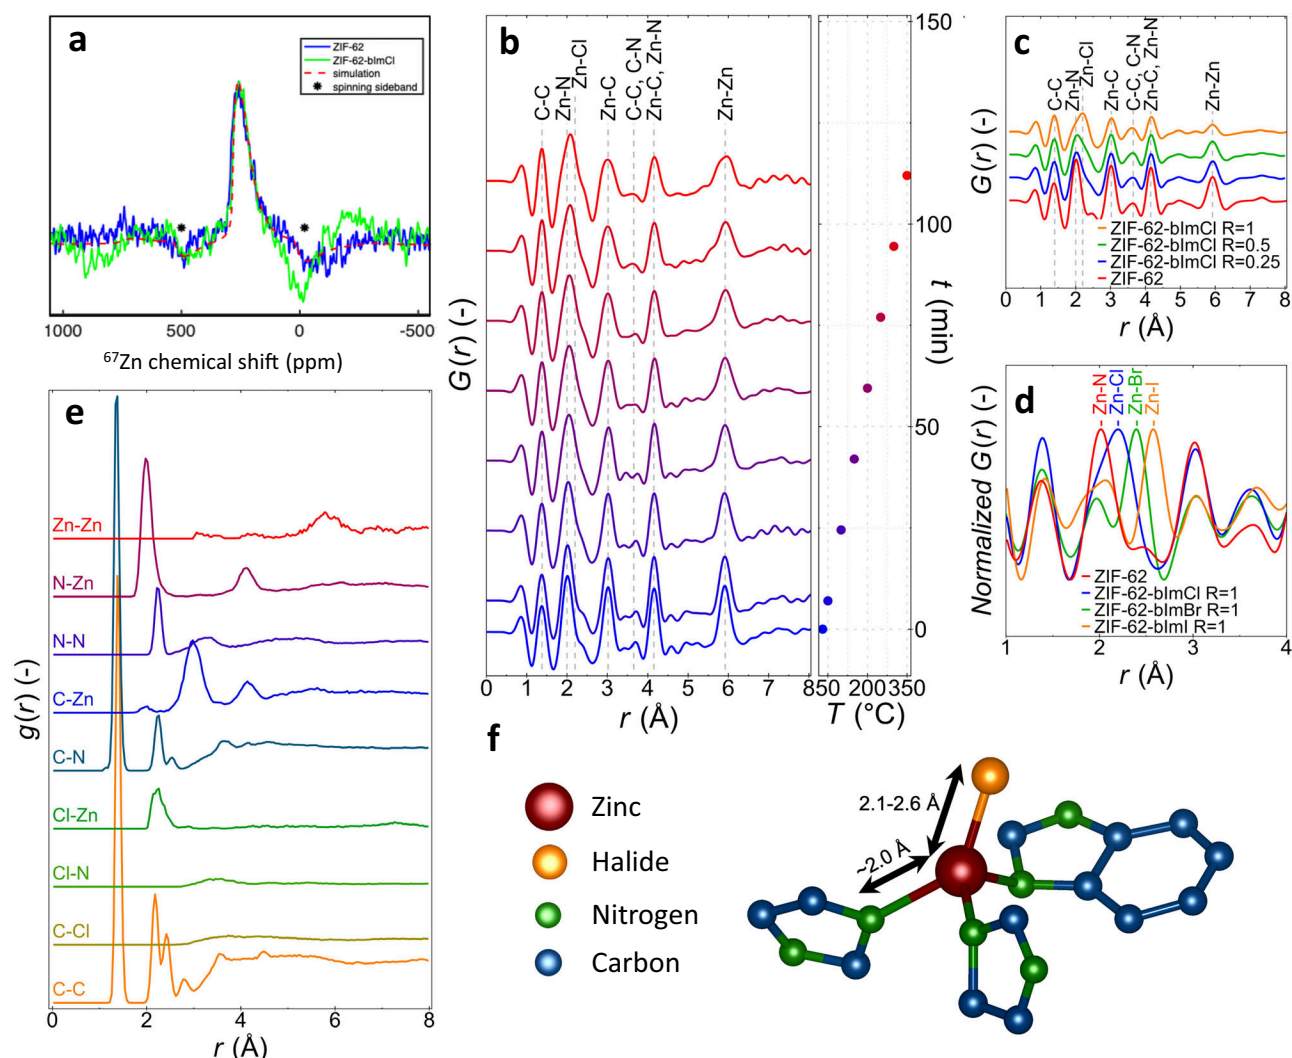 a
ZIF-62
ZIF-62-bImCl
simulation
spinning sideband
1000 500 0 -500
⁶⁷Zn chemical shift (ppm)
b
C-C
Zn-N
Zn-Cl
Zn-C
C-C, C-N
Zn-C, Zn-N
Zn-Zn
G(r) (-)
0 1 2 3 4 5 6 7 8
r (Å)
150
100
50
0
t (min)
50 200 350
T (°C)
c
C-C
Zn-N
Zn-Cl
Zn-C
C-C, C-N
Zn-C, Zn-N
Zn-Zn
G(r) (-)
ZIF-62-bImCl R=1
ZIF-62-bImCl R=0.5
ZIF-62-bImCl R=0.25
ZIF-62
0 1 2 3 4 5 6 7 8
r (Å)
d
Zn-N
Zn-Cl
Zn-Br
Zn-I
Normalized G(r) (-)
ZIF-62
ZIF-62-bImCl R=1
ZIF-62-bImBr R=1
ZIF-62-bImI R=1
1 2 3 4
r (Å)
e
Zn-Zn
N-Zn
N-N
C-Zn
C-N
Cl-Zn
Cl-N
C-Cl
C-C
g(r) (-)
0 2 4 6 8
r (Å)
f
Zinc
Halide
Nitrogen
Carbon
2.1-2.6 Å
~2.0 Å